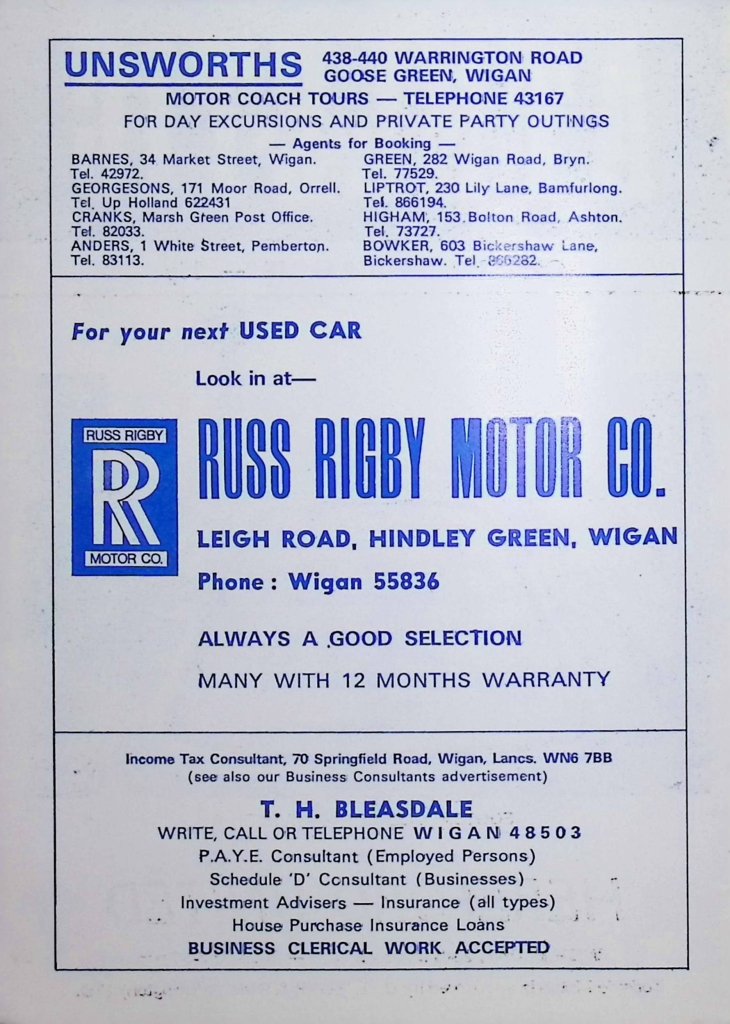 UNSWORTHS
438-440 WARRINGTON ROAD
GOOSE GREEN, WIGAN
MOTOR COACH TOURS — TELEPHONE 43167
FOR DAY EXCURSIONS AND PRIVATE PARTY OUTINGS
— Agents for Booking —
BARNES, 34 Market Street, Wigan.
Tel. 42972.
GEORGESONS, 171 Moor Road, Orrell.
Tel. Up Holland 622431
CRANKS, Marsh Green Post Office.
Tel. 82033.
ANDERS, 1 White Street, Pemberton.
Tel. 83113.
GREEN, 282 Wigan Road, Bryn.
Tel. 77529.
LIPTROT, 230 Lily Lane, Bamfurlong.
Tel. 866194.
HIGHAM, 153 Bolton Road, Ashton.
Tel. 73727.
BOWKER, 603 Bickershaw Lane,
Bickershaw. Tel. 866282.
For your next USED CAR
Look in at—
RUSS RIGBY
RR
MOTOR CO.
RUSS RIGBY MOTOR CO.
LEIGH ROAD, HINDLEY GREEN, WIGAN
Phone : Wigan 55836
ALWAYS A GOOD SELECTION
MANY WITH 12 MONTHS WARRANTY
Income Tax Consultant, 70 Springfield Road, Wigan, Lancs. WN6 7BB
(see also our Business Consultants advertisement)
T. H. BLEASDALE
WRITE, CALL OR TELEPHONE WIGAN 48503
P.A.Y.E. Consultant (Employed Persons)
Schedule 'D' Consultant (Businesses)
Investment Advisers — Insurance (all types)
House Purchase Insurance Loans
BUSINESS CLERICAL WORK ACCEPTED